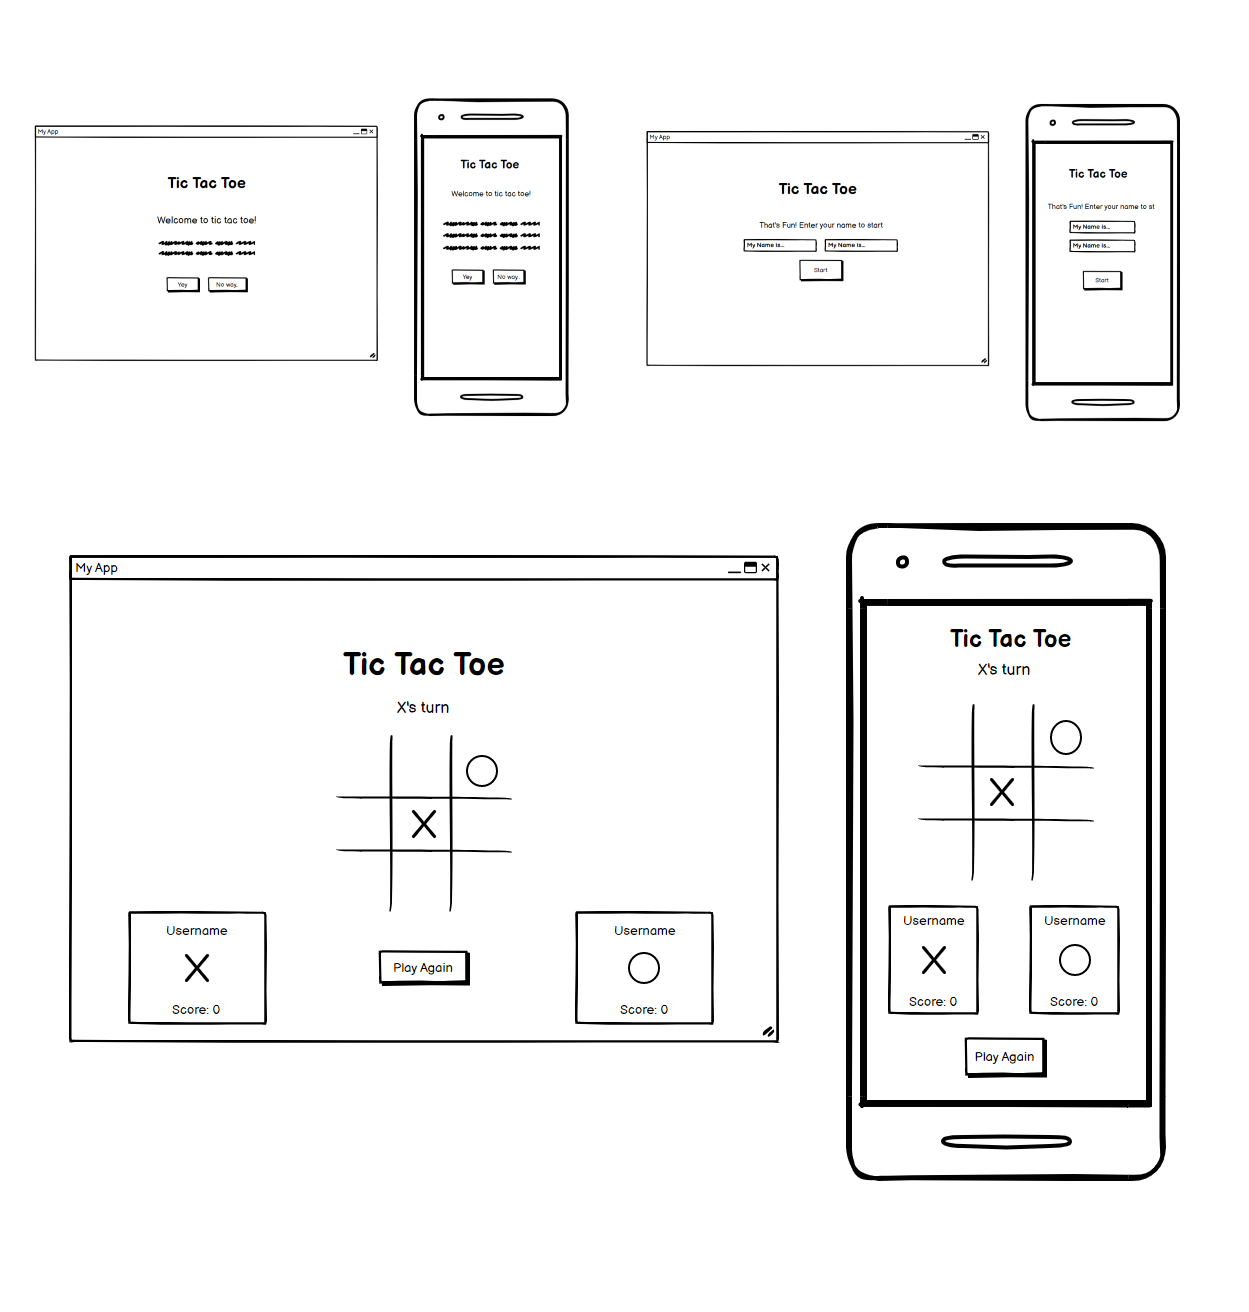 My App
Tic Tac Toe
Welcome to tic tac toe!
Yey
No way.
Tic Tac Toe
Welcome to tic tac toe!
Yey
No way.
My App
Tic Tac Toe
That's Fun! Enter your name to start
My Name is...
My Name is...
Start
Tic Tac Toe
That's Fun! Enter your name to st
My Name is...
My Name is...
Start
My App
Tic Tac Toe
X's turn
Username
Score: 0
Play Again
Username
Score: 0
Tic Tac Toe
X's turn
Username
Score: 0
Username
Score: 0
Play Again